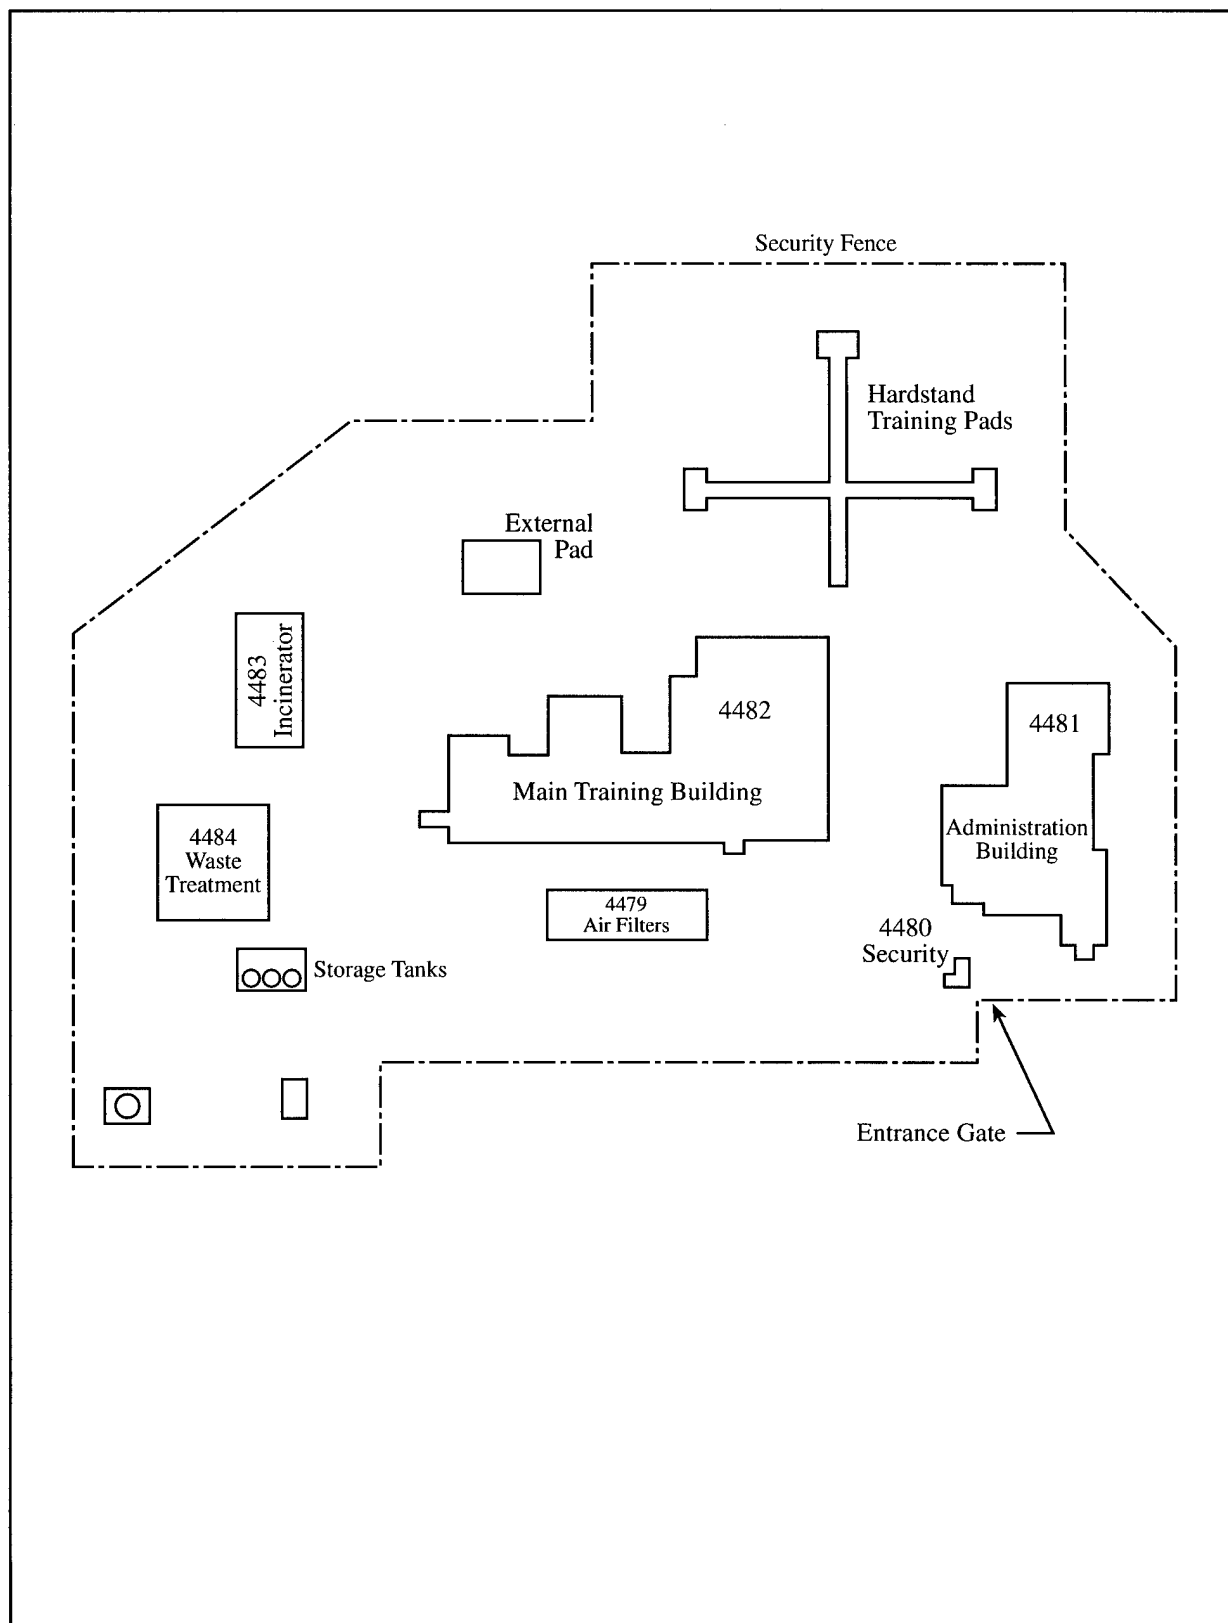 Security Fence
Hardstand
Training Pads
External
Pad
4483
Incinerator
4482
4481
Main Training Building
4484
Waste
Treatment
Administration
Building
4479
Air Filters
4480
Security
Storage Tanks
Entrance Gate